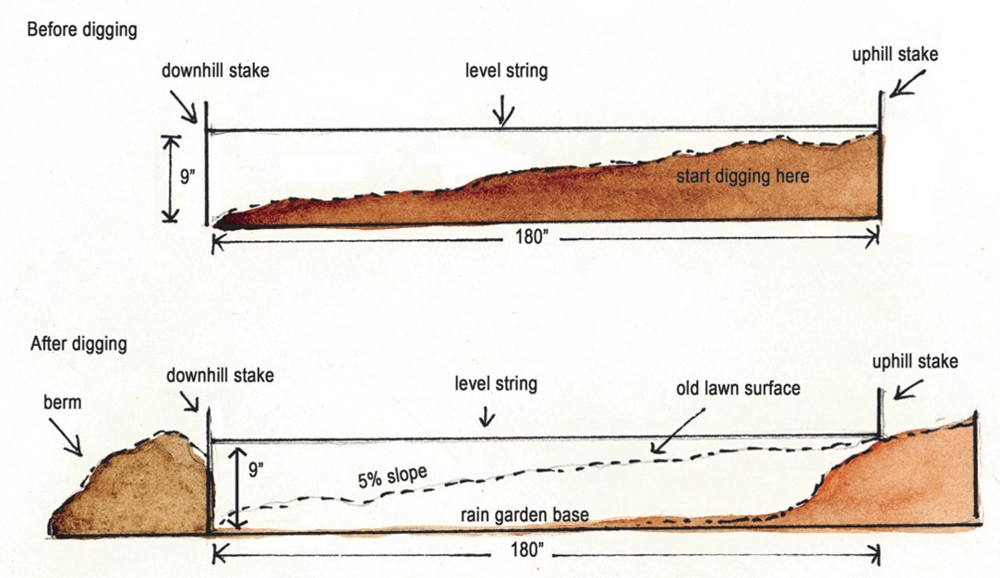 Before digging
downhill stake
level string
uphill stake
9”
start digging here
180”
After digging
downhill stake
level string
old lawn surface
uphill stake
berm
9”
5% slope
rain garden base
180”